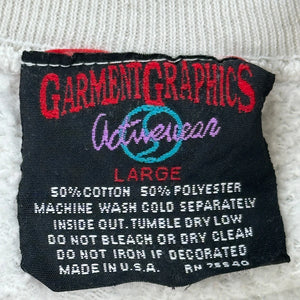 GARMENTGRAPHICS
Activewear
LARGE
50% COTTON 50% POLYESTER
MACHINE WASH COLD SEPARATELY
INSIDE OUT. TUMBLE DRY LOW
DO NOT BLEACH OR DRY CLEAN
DO NOT IRON IF DECORATED
MADE IN U.S.A. RN